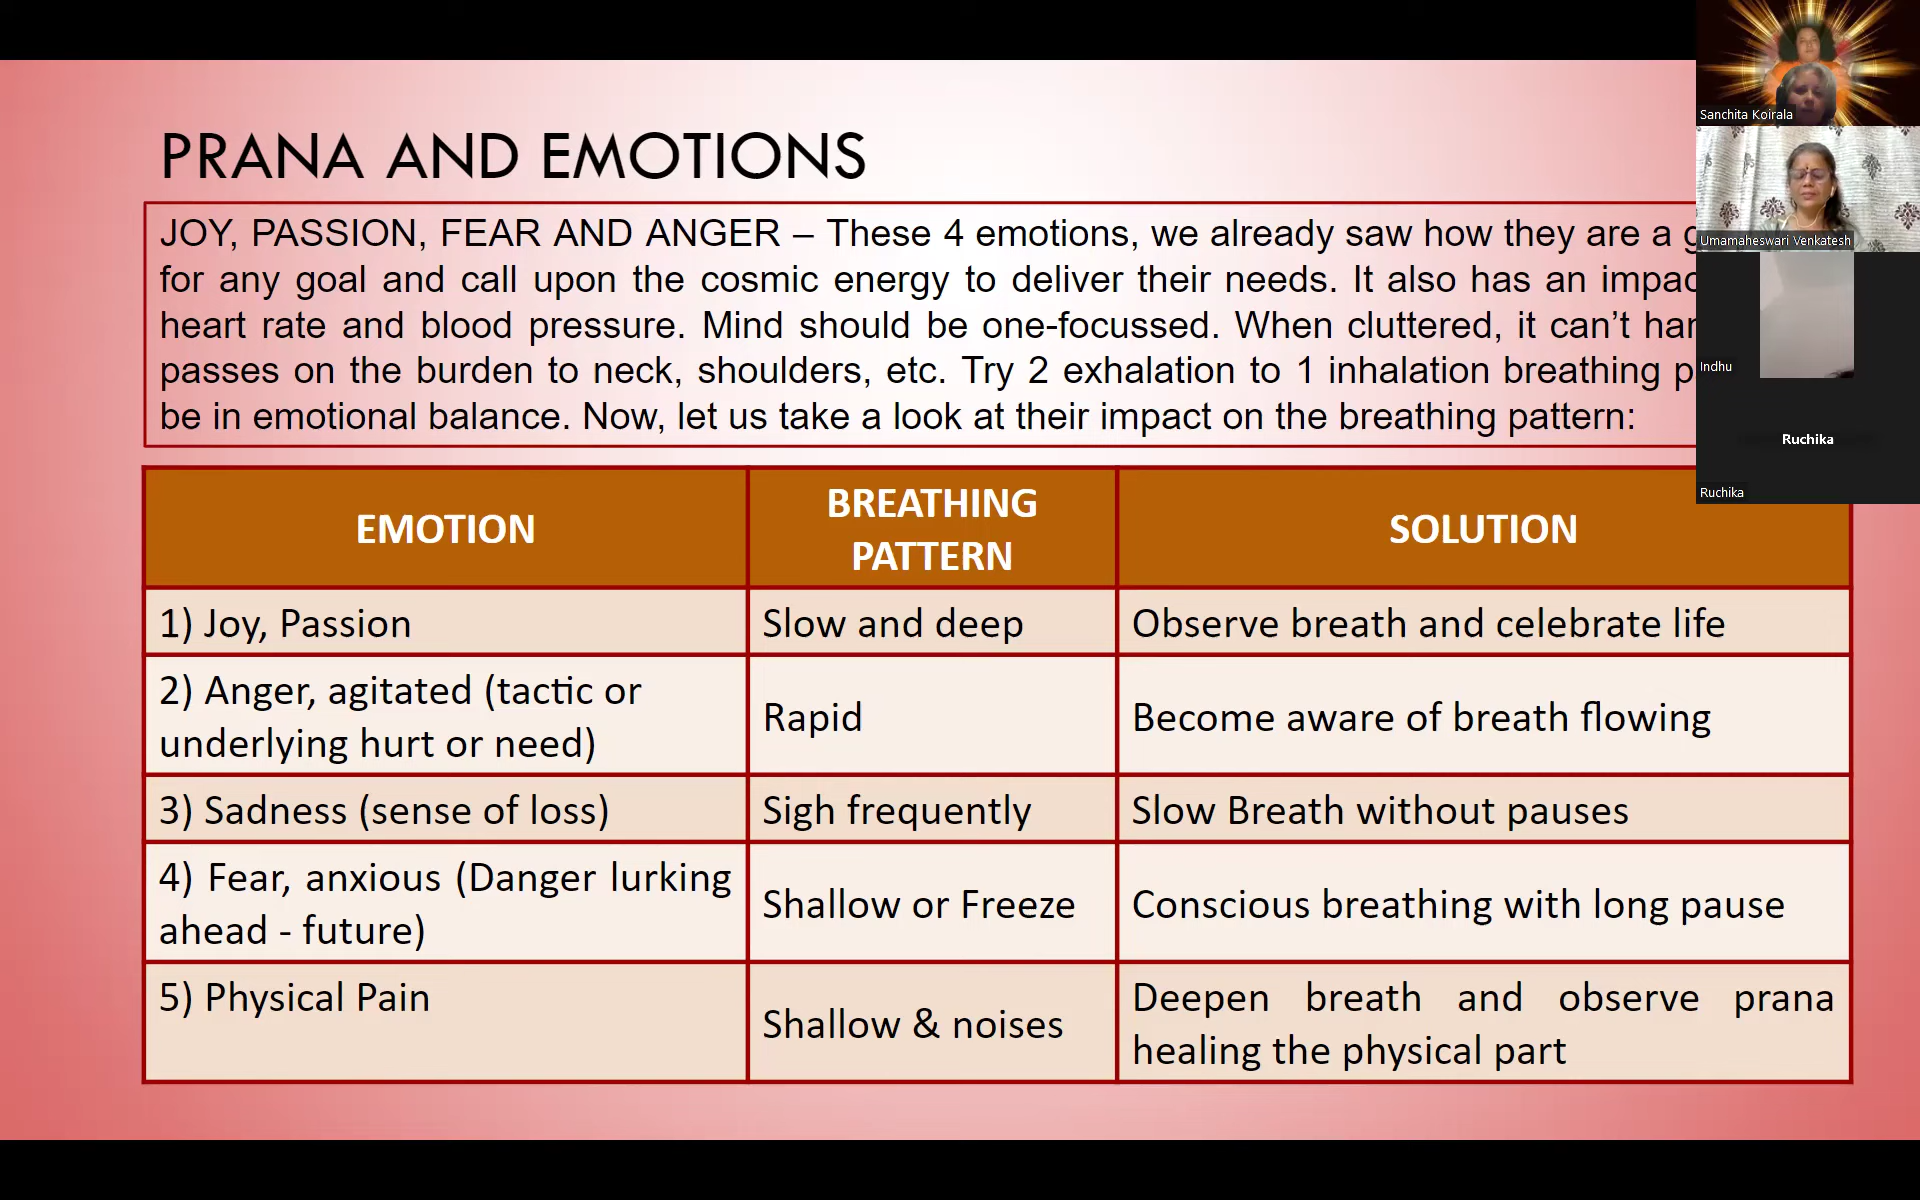 PRANA AND EMOTIONS
JOY, PASSION, FEAR AND ANGER – These 4 emotions, we already saw how they are a
for any goal and call upon the cosmic energy to deliver their needs. It also has an
heart rate and blood pressure. Mind should be one-focussed. When cluttered, it can’t
passes on the burden to neck, shoulders, etc. Try 2 exhalation to 1 inhalation breathing
be in emotional balance. Now, let us take a look at their impact on the breathing pattern:
EMOTION
BREATHING
PATTERN
SOLUTION
1) Joy, Passion
Slow and deep
Observe breath and celebrate life
2) Anger, agitated (tactic or
underlying hurt or need)
Rapid
Become aware of breath flowing
3) Sadness (sense of loss)
Sigh frequently
Slow Breath without pauses
4) Fear, anxious (Danger lurking
ahead - future)
Shallow or Freeze
Conscious breathing with long pause
5) Physical Pain
Shallow & noises
Deepen breath and observe prana
healing the physical part
Sanchita Koirala
Umamaheswari Venkatesh
Indhu
Ruchika
Ruchika